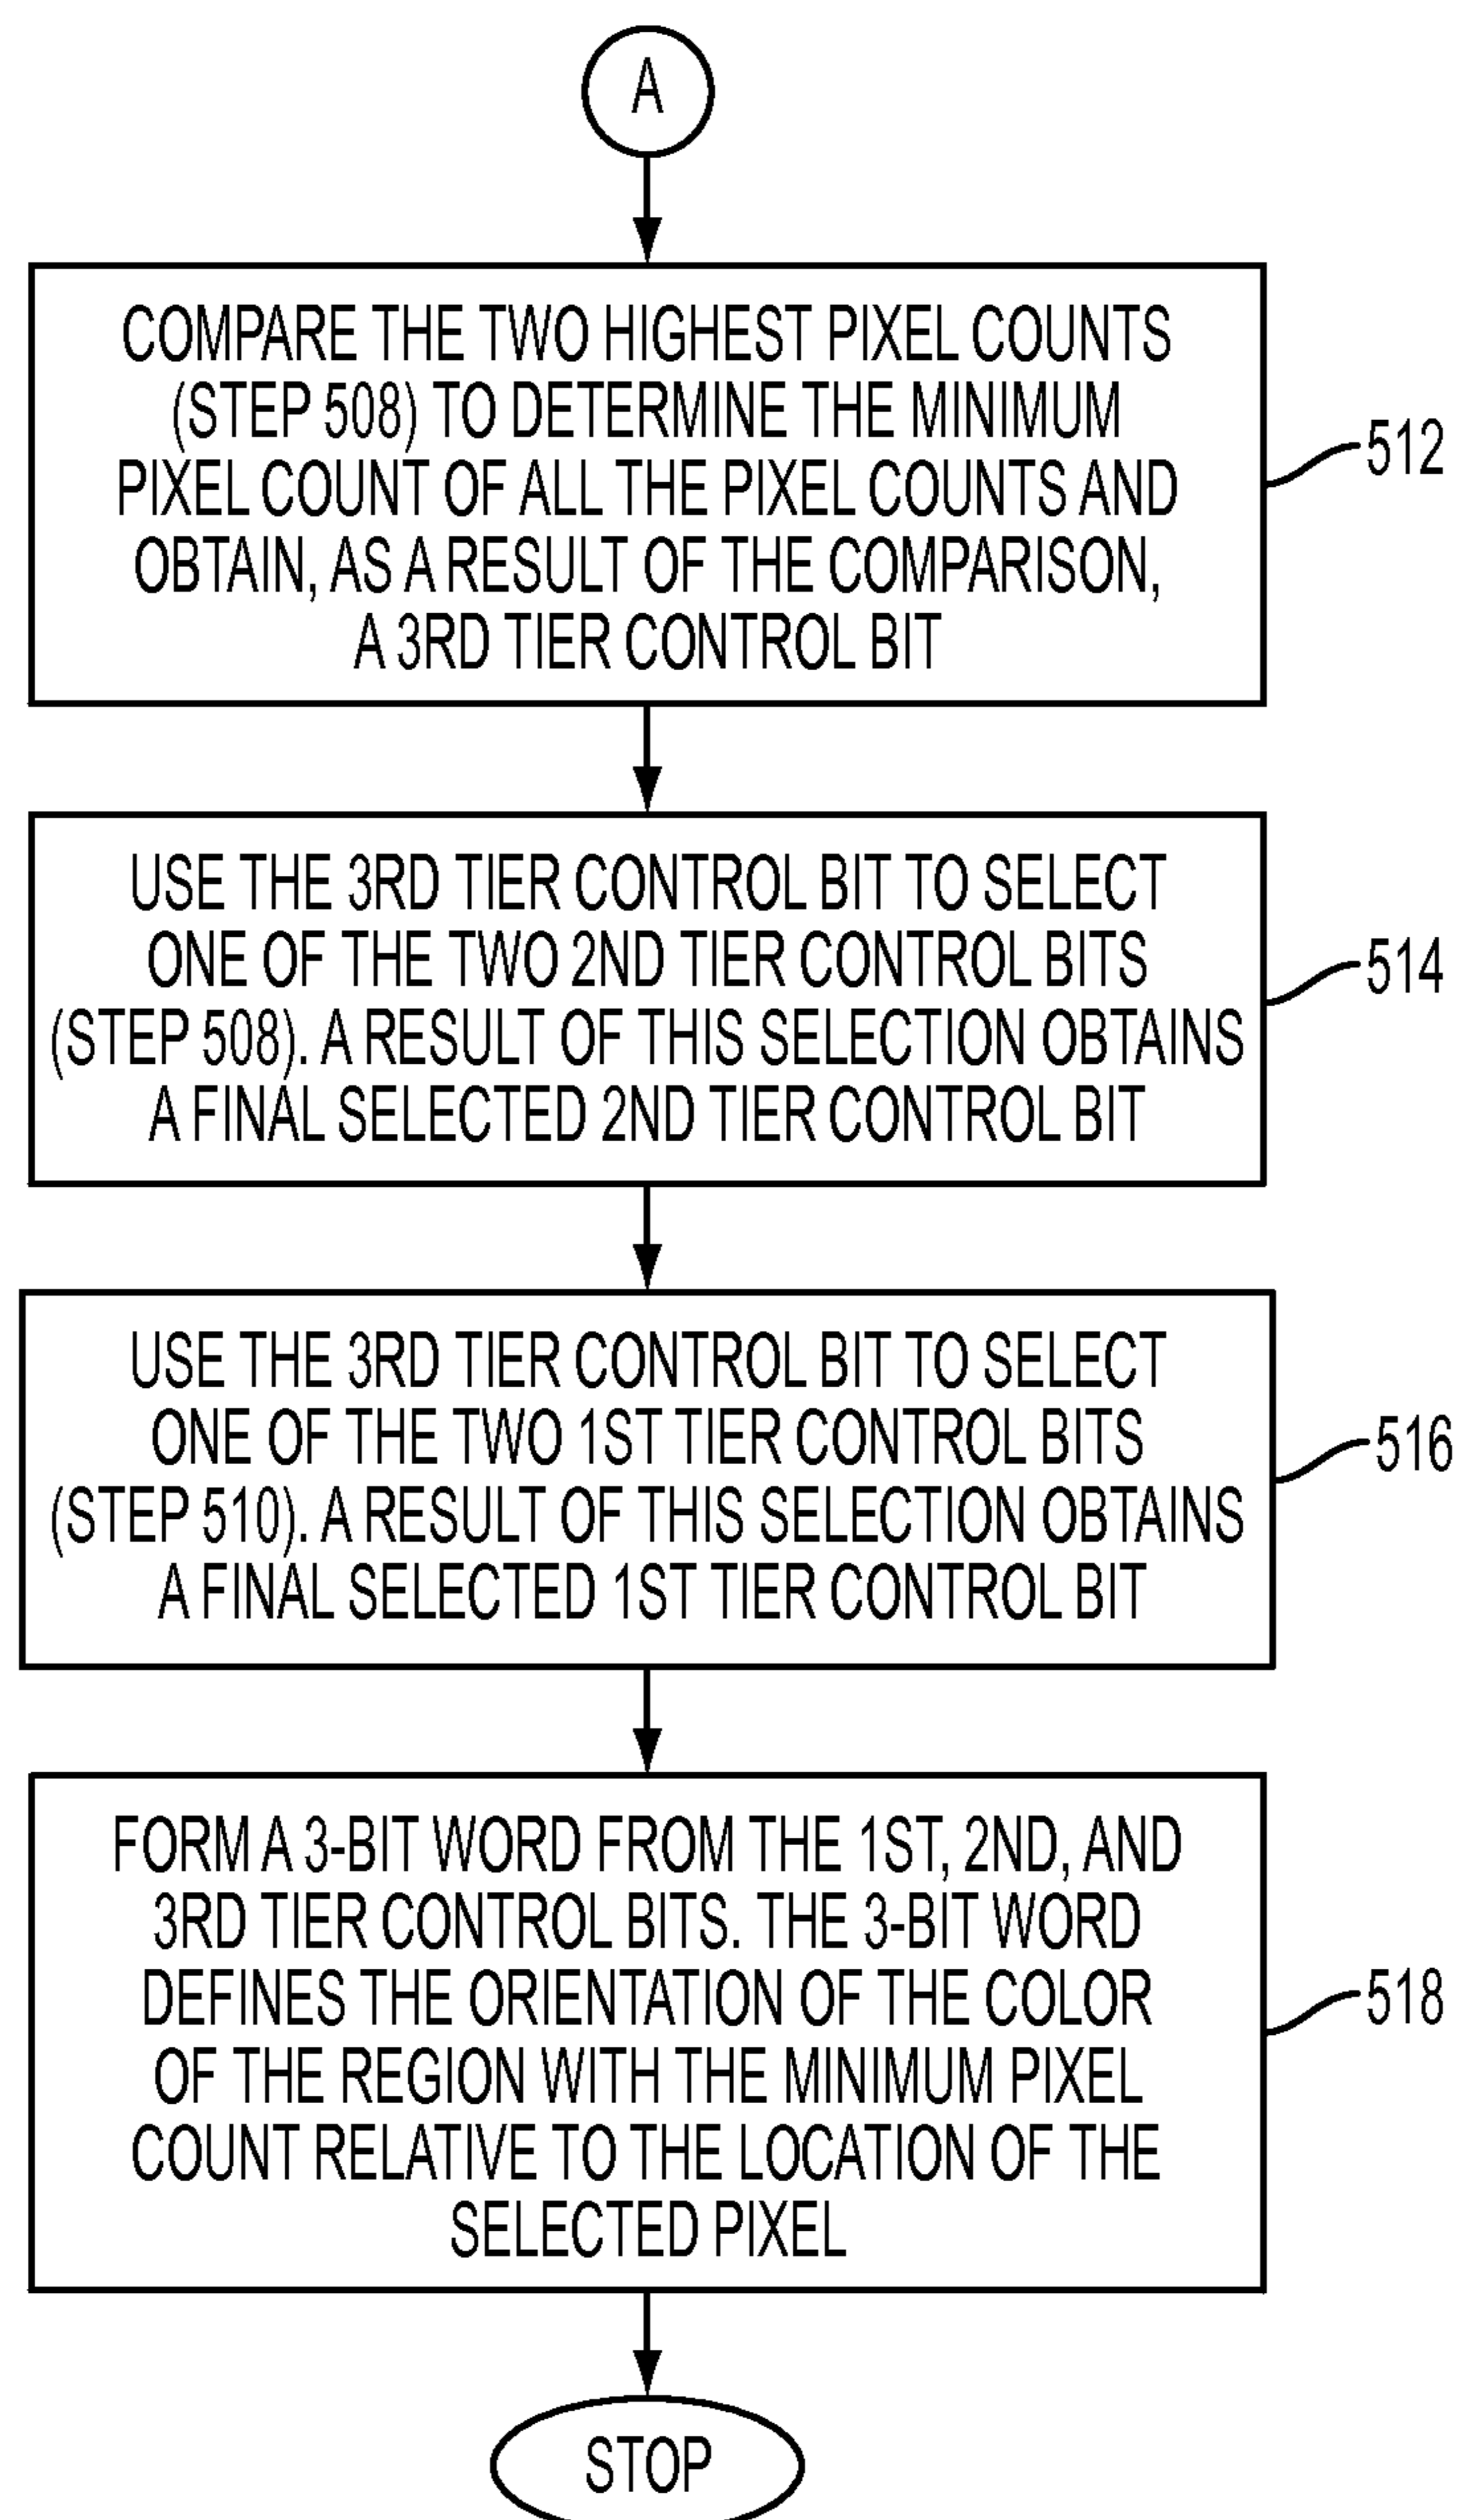 A
COMPARE THE TWO HIGHEST PIXEL COUNTS
(STEP 508) TO DETERMINE THE MINIMUM
PIXEL COUNT OF ALL THE PIXEL COUNTS AND
OBTAIN, AS A RESULT OF THE COMPARISON,
A 3RD TIER CONTROL BIT
512
USE THE 3RD TIER CONTROL BIT TO SELECT
ONE OF THE TWO 2ND TIER CONTROL BITS
(STEP 508). A RESULT OF THIS SELECTION OBTAINS
A FINAL SELECTED 2ND TIER CONTROL BIT
514
USE THE 3RD TIER CONTROL BIT TO SELECT
ONE OF THE TWO 1ST TIER CONTROL BITS
(STEP 510). A RESULT OF THIS SELECTION OBTAINS
A FINAL SELECTED 1ST TIER CONTROL BIT
516
FORM A 3-BIT WORD FROM THE 1ST, 2ND, AND
3RD TIER CONTROL BITS. THE 3-BIT WORD
DEFINES THE ORIENTATION OF THE COLOR
OF THE REGION WITH THE MINIMUM PIXEL
COUNT RELATIVE TO THE LOCATION OF THE
SELECTED PIXEL
518
STOP